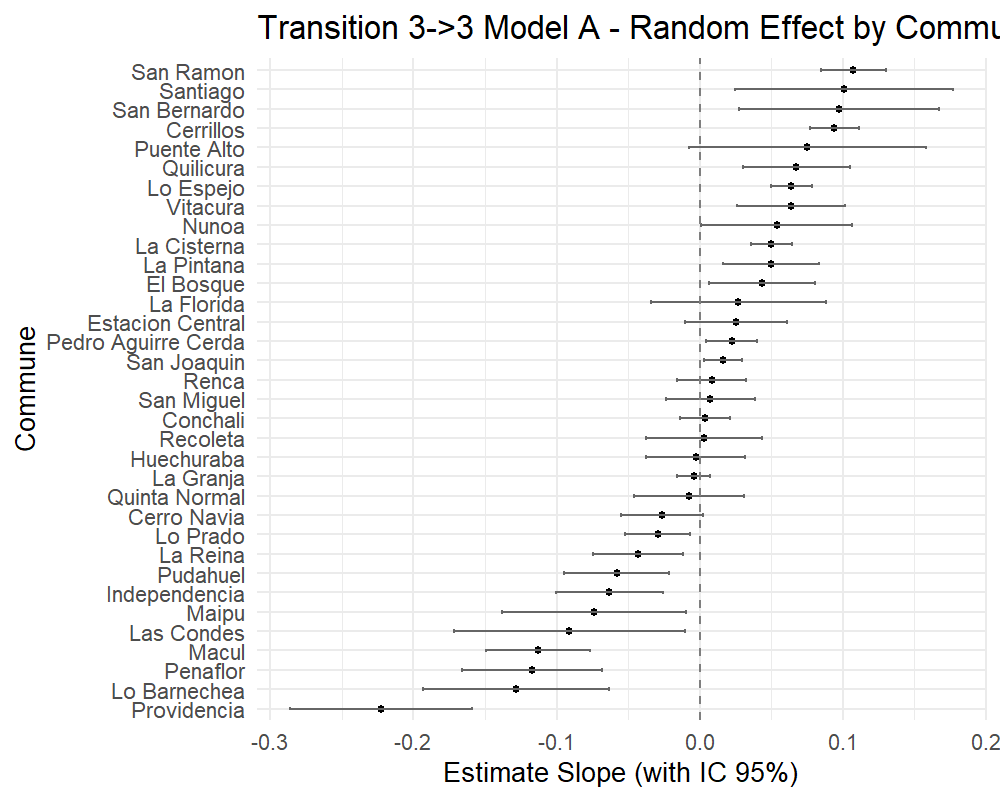 Transition 3->3 Model A - Random Effect by Commu
San Ramon
Santiago
San Bernardo
Cerrillos
Puente Alto
Quilicura
Lo Espejo
Vitacura
Nunoa
La Cisterna
La Pintana
El Bosque
La Florida
Estacion Central
Pedro Aguirre Cerda
San Joaquin
Renca
San Miguel
Conchali
Recoleta
Huechuraba
La Granja
Quinta Normal
Cerro Navia
Lo Prado
La Reina
Pudahuel
Independencia
Maipu
Las Condes
Macul
Penaflor
Lo Barnechea
Providencia
Commune
-0.3 -0.2 -0.1 0.0 0.1 0.2
Estimate Slope (with IC 95%)